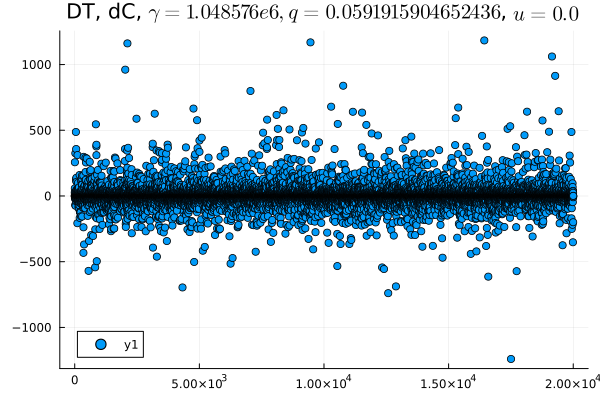 DT, dC, γ = 1.048576e6, q = 0.0591915904652436, u = 0.0
1000
500
0
−500
−1000
y1
0 5.00×10³ 1.00×10⁴ 1.50×10⁴ 2.00×10⁴